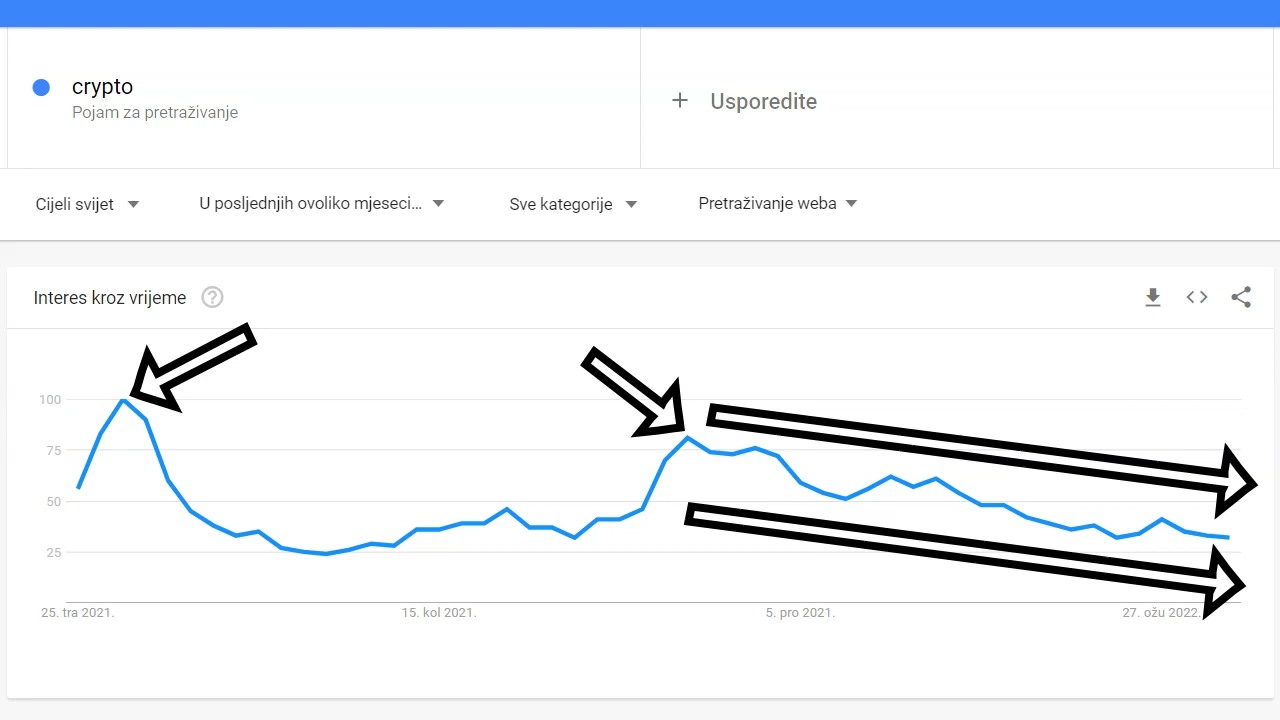 crypto
Pojam za pretraživanje
+ Usporedite
Cijeli svijet
U posljednjih ovoliko mjeseci...
Sve kategorije
Pretraživanje weba
Interes kroz vrijeme
100
75
50
25
25. tra 2021.
15. kol 2021.
5. pro 2021.
27. ožu 2022.